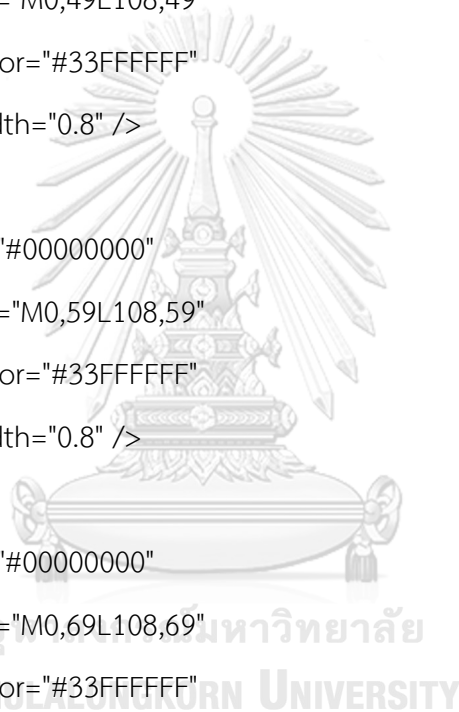 ="M0,49L108,49"
or="#33FFFFFF"
lth="0.8" />
"#00000000"
="M0,59L108,59"
or="#33FFFFFF"
lth="0.8" />
"#00000000"
="M0,69L108,69"
มหาวิทยาลัย
or="#33FFFFFF"
UNIVERSITY